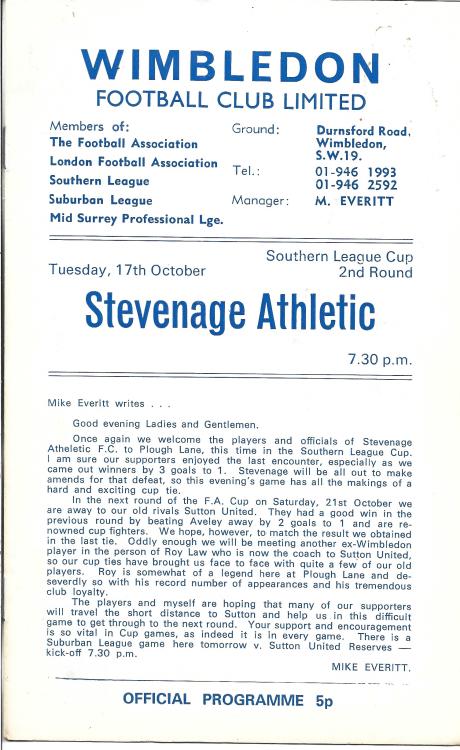 WIMBLEDON
FOOTBALL CLUB LIMITED
Members of:
The Football Association
London Football Association
Southern League
Suburban League
Mid Surrey Professional Lge.
Ground: Durnsford Road,
Wimbledon,
S.W.19.
Tel.: 01-946 1993
01-946 2592
Manager: M. EVERITT
Tuesday, 17th October
Southern League Cup
2nd Round
Stevenage Athletic
7.30 p.m.
Mike Everitt writes . . .
Good evening Ladies and Gentlemen.
Once again we welcome the players and officials of Stevenage
Atheletic F.C. to Plough Lane, this time in the Southern League Cup.
I am sure our supporters enjoyed the last encounter, especially as we
came out winners by 3 goals to 1. Stevenage will be all out to make
amends for that defeat, so this evening's game has all the makings of a
hard and exciting cup tie.
In the next round of the F.A. Cup on Saturday, 21st October we
are away to our old rivals Sutton United. They had a good win in the
previous round by beating Aveley away by 2 goals to 1 and are re-
nowned cup fighters. We hope, however, to match the result we obtained
in the last tie. Oddly enough we will be meeting another ex-Wimbledon
player in the person of Roy Law who is now the coach to Sutton United,
so our cup ties have brought us face to face with quite a few of our old
players. Roy is somewhat of a legend here at Plough Lane and de-
severdly so with his record number of appearances and his tremendous
club loyalty.
The players and myself are hoping that many of our supporters
will travel the short distance to Sutton and help us in this difficult
game to get through to the next round. Your support and encouragement
is so vital in Cup games, as indeed it is in every game. There is a
Suburban League game here tomorrow v. Sutton United Reserves —
kick-off 7.30 p.m.
MIKE EVERITT.
OFFICIAL PROGRAMME 5p